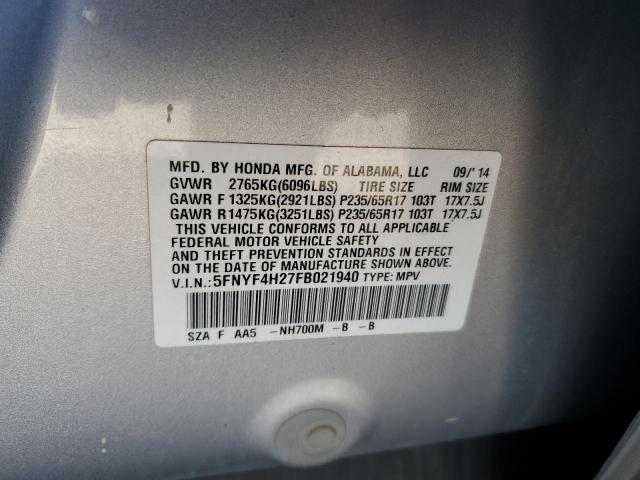 MFD. BY HONDA MFG. OF ALABAMA, LLC 09/'14
GVWR 2765KG(6096LBS) TIRE SIZE RIM SIZE
GAWR F 1325KG(2921LBS) P235/65R17 103T 17X7.5J
GAWR R 1475KG(3251LBS) P235/65R17 103T 17X7.5J
THIS VEHICLE CONFORMS TO ALL APPLICABLE
FEDERAL MOTOR VEHICLE SAFETY
AND THEFT PREVENTION STANDARDS IN EFFECT
ON THE DATE OF MANUFACTURE SHOWN ABOVE.
V.I.N.:5FNYF4H27FB021940 TYPE: MPV
SZA F AA5 -NH700M -B -B